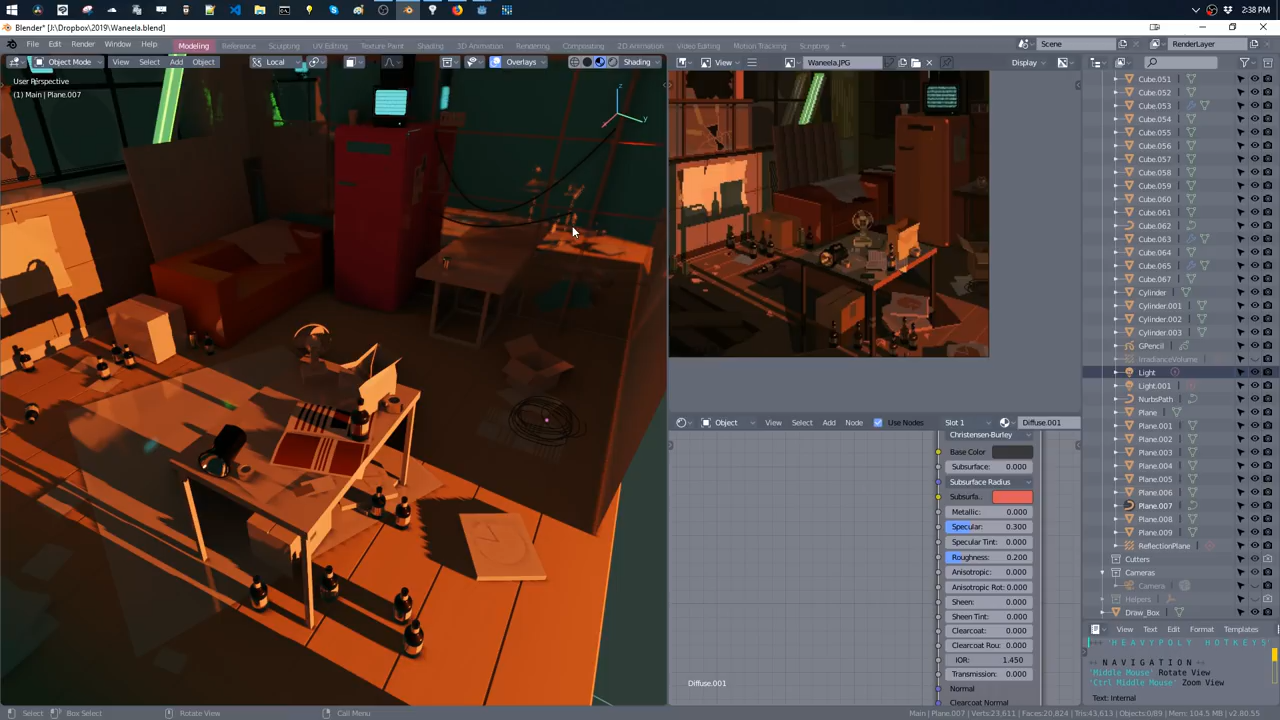 2:38 PM
Blender* [J:\Dropbox\2019\Waneela.blend]
File Edit Render Window Help Modeling Reference Sculpting UV Editing Texture Paint Shading 3D Animation Rendering Compositing 2D Animation Video Editing Motion Tracking Scripting + Scene RenderLayer
Object Mode View Select Add Object Local Overlays Shading View Waneela.JPG Display
User Perspective
(1) Main | Plane.007
z
y
Cube.051
Cube.052
Cube.053
Cube.054
Cube.055
Cube.056
Cube.057
Cube.058
Cube.059
Cube.060
Cube.061
Cube.062
Cube.063
Cube.064
Cube.065
Cube.067
Cylinder
Cylinder.001
Cylinder.002
Cylinder.003
GPencil
IrradianceVolume
Light
Light.001
NurbsPath
Plane
Plane.001
Plane.002
Plane.003
Plane.004
Plane.005
Plane.006
Plane.007
Plane.008
Plane.009
ReflectionPlane
Cutters
Cameras
Camera
Helpers
Draw_Box
Object View Select Add Node Use Nodes Slot 1 Diffuse.001
Christensen-Burley
Base Color
Subsurface: 0.000
Subsurface Radius
Subsurfa..
Metallic: 0.000
Specular: 0.300
Specular Tint: 0.000
Roughness: 0.200
Anisotropic: 0.000
Anisotropic Rot: 0.000
Sheen: 0.000
Sheen Tint: 0.000
Clearcoat: 0.000
Clearcoat Rou: 0.000
IOR: 1.450
Transmission: 0.000
Normal
Clearcoat Normal
Diffuse.001
View Text Edit Format Templates
'HEAVYPOLY HOTKEYS'
NAVIGATION
'Middle Mouse' Rotate View
'Ctrl Middle Mouse' Zoom View
Text: Internal
Select Box Select Rotate View Call Menu
Main | Plane.007 | Verts:23,611 | Faces:20,824 | Tris:43,613 | Objects:0/89 | Mem: 104.5 MB | v2.80.55